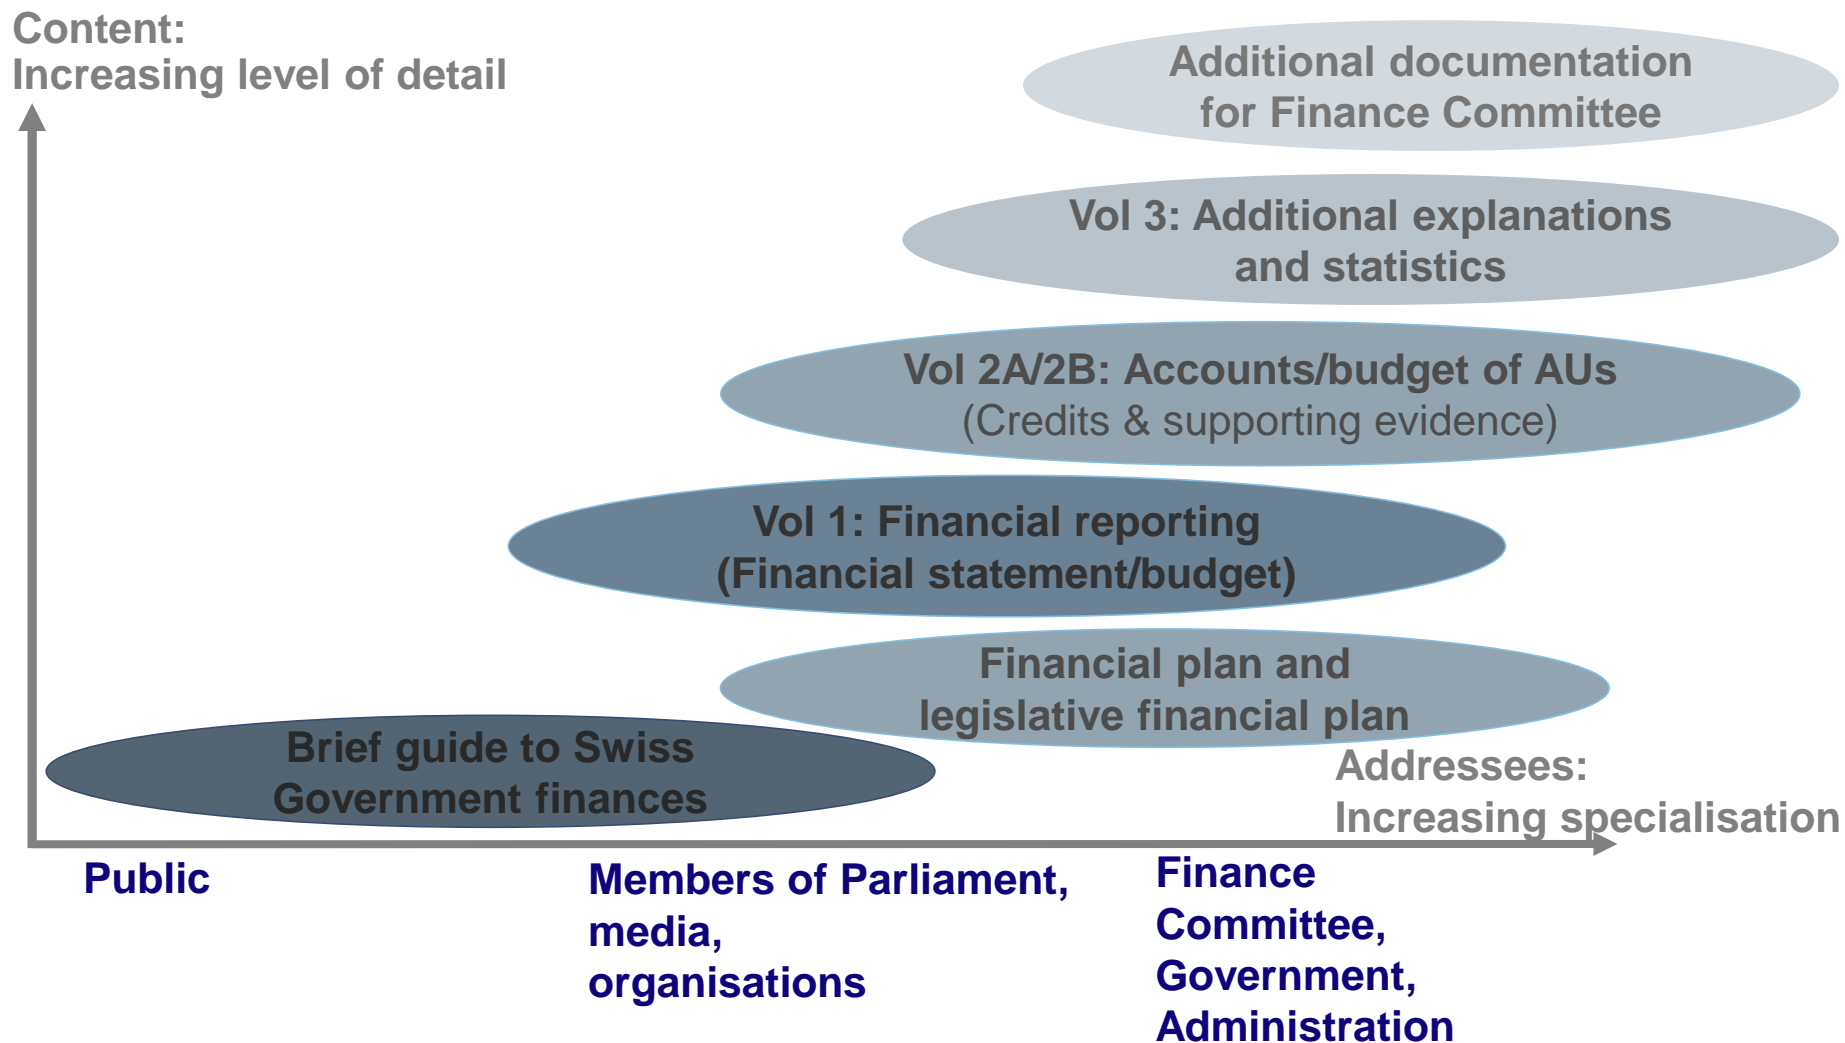 Content:
Increasing level of detail
Additional documentation
for Finance Committee
Vol 3: Additional explanations
and statistics
Vol 2A/2B: Accounts/budget of AUs
(Credits & supporting evidence)
Vol 1: Financial reporting
(Financial statement/budget)
Financial plan and
legislative financial plan
Brief guide to Swiss
Government finances
Addressees:
Increasing specialisation
Public
Members of Parliament,
media,
organisations
Finance
Committee,
Government,
Administration